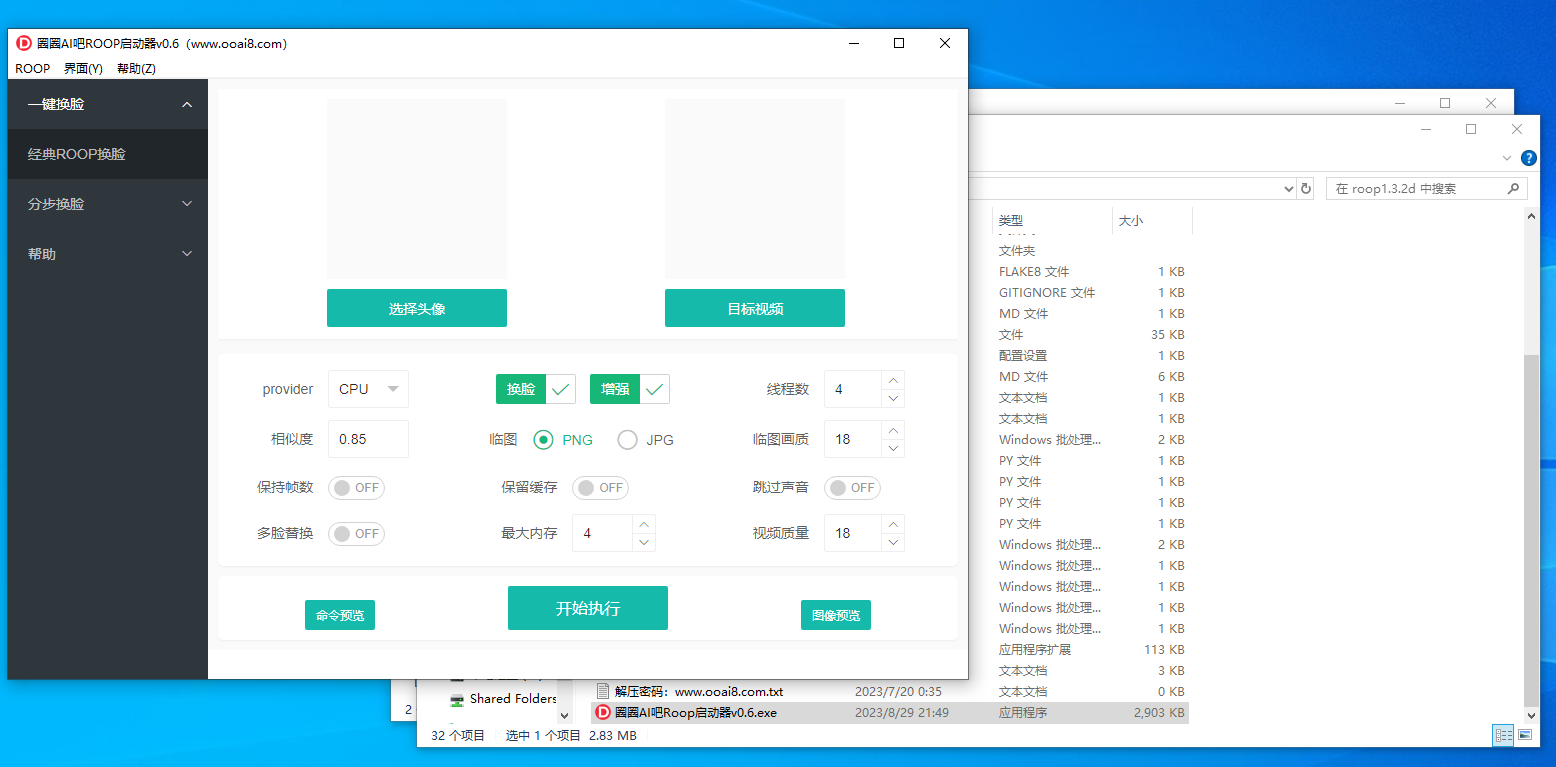 圈圈AI吧ROOP启动器v0.6（www.ooai8.com）
ROOP 界面(Y) 帮助(Z)
一键换脸
经典ROOP换脸
分步换脸
帮助
选择头像 目标视频
provider CPU 换脸 增强 线程数 4
相似度 0.85 临图 PNG JPG 临图画质 18
保持帧数 OFF 保留缓存 OFF 跳过声音 OFF
多脸替换 OFF 最大内存 4 视频质量 18
命令预览 开始执行 图像预览
在 roop1.3.2d 中搜索
类型 大小
文件夹
FLAKE8 文件 1 KB
GITIGNORE 文件 1 KB
MD 文件 1 KB
文件 35 KB
配置设置 1 KB
MD 文件 6 KB
文本文档 1 KB
文本文档 1 KB
Windows 批处理... 2 KB
PY 文件 1 KB
PY 文件 1 KB
PY 文件 1 KB
PY 文件 1 KB
Windows 批处理... 2 KB
Windows 批处理... 1 KB
Windows 批处理... 1 KB
Windows 批处理... 1 KB
Windows 批处理... 1 KB
应用程序扩展 113 KB
文本文档 3 KB
Shared Folders
解压密码：www.ooai8.com.txt 2023/7/20 0:35 文本文档 0 KB
圈圈AI吧Roop启动器v0.6.exe 2023/8/29 21:49 应用程序 2,903 KB
2
32 个项目 选中 1 个项目 2.83 MB